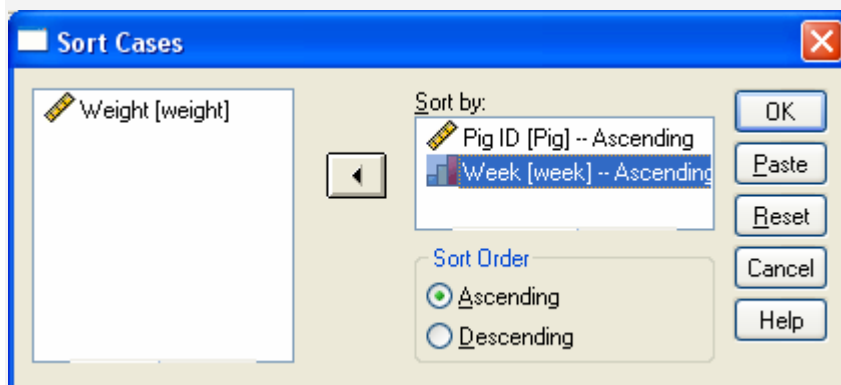 Sort Cases
Weight [weight]
Sort by:
Pig ID [Pig] -- Ascending
Week [week] -- Ascending
Sort Order
Ascending
Descending
OK
Paste
Reset
Cancel
Help